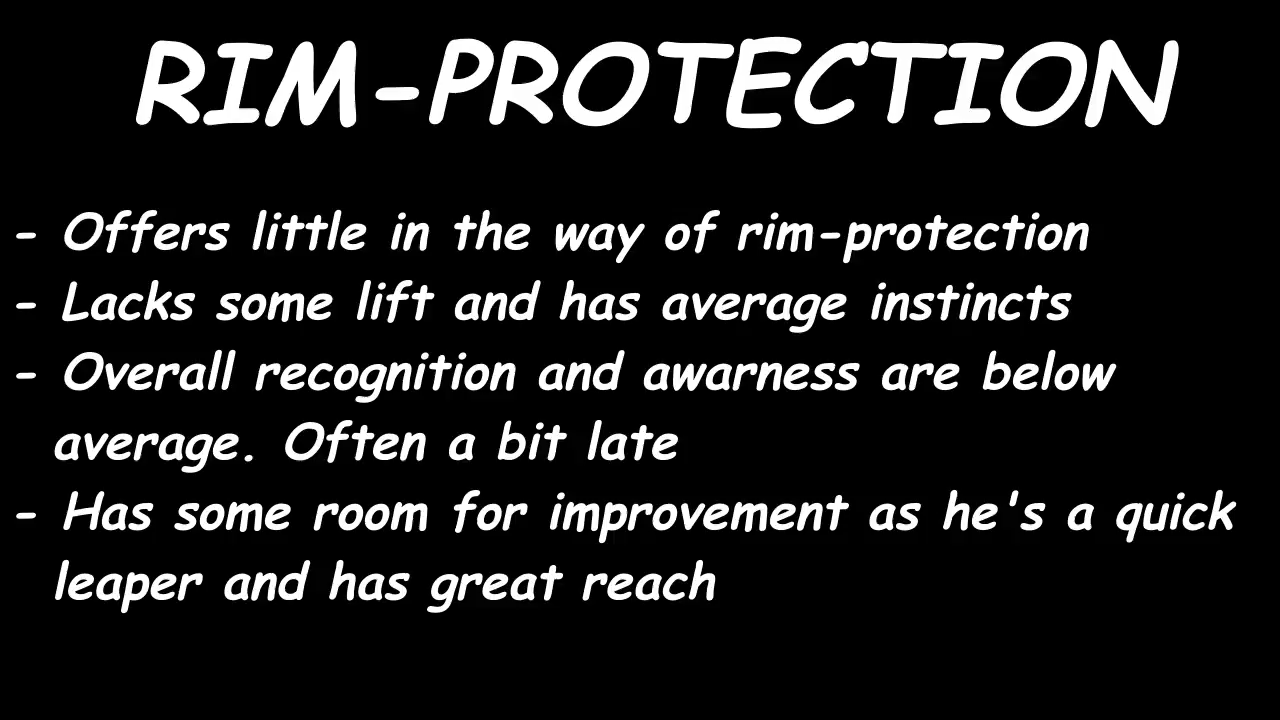 RIM-PROTECTION
- Offers little in the way of rim-protection
- Lacks some lift and has average instincts
- Overall recognition and awarness are below
average. Often a bit late
- Has some room for improvement as he's a quick
leaper and has great reach